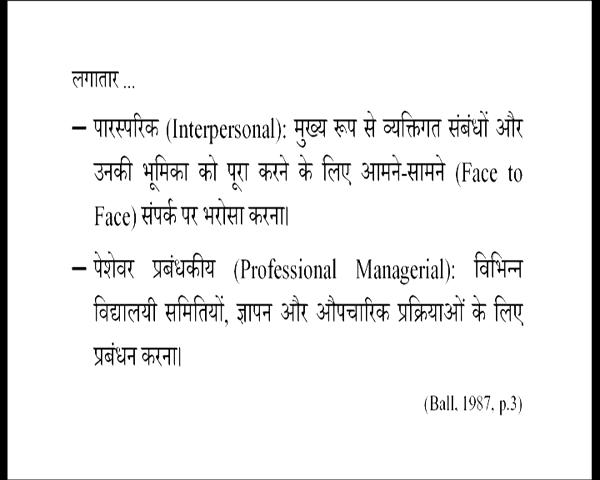 लगातार ...
– पारस्परिक (Interpersonal): मुख्य रूप से व्यक्तिगत संबंधों और
उनकी भूमिका को पूरा करने के लिए आमने-सामने (Face to
Face) संपर्क पर भरोसा करना।
– पेशेवर प्रबंधकीय (Professional Managerial): विभिन्न
विद्यालयी समितियों, ज्ञापन और औपचारिक प्रक्रियाओं के लिए
प्रबंधन करना।
(Ball, 1987, p.3)